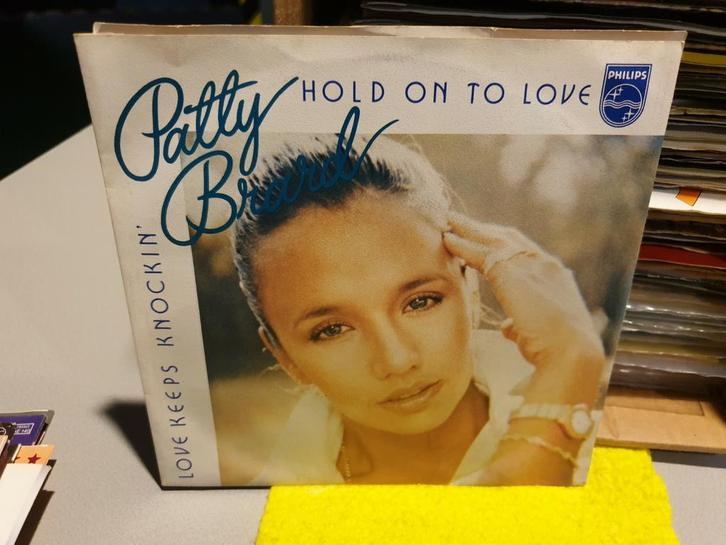 Patty Brard
HOLD ON TO LOVE
PHILIPS
LOVE KEEPS KNOCKIN'